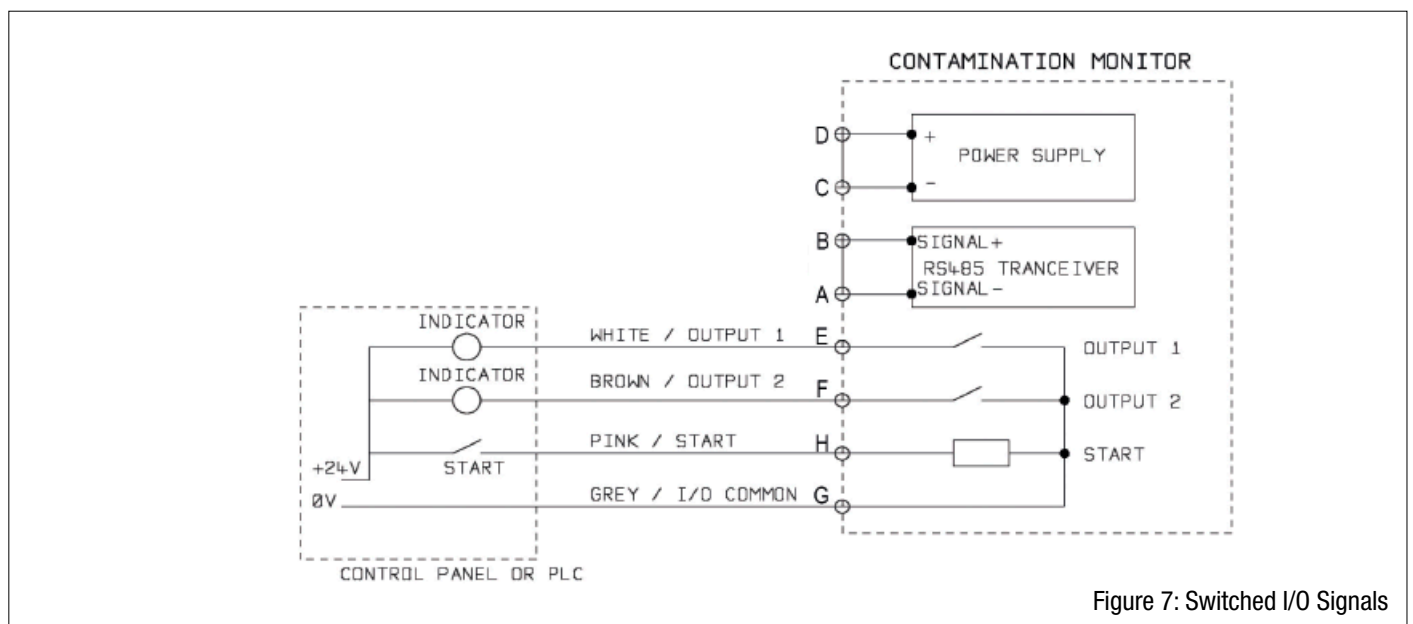 CONTAMINATION MONITOR
D
+
POWER SUPPLY
C
-
B
SIGNAL+
RS485 TRANCEIVER
A
SIGNAL-
INDICATOR
WHITE / OUTPUT 1
E
OUTPUT 1
INDICATOR
BROWN / OUTPUT 2
F
OUTPUT 2
PINK / START
H
START
+24V
START
0V
GREY / I/O COMMON
G
CONTROL PANEL OR PLC
Figure 7: Switched I/O Signals